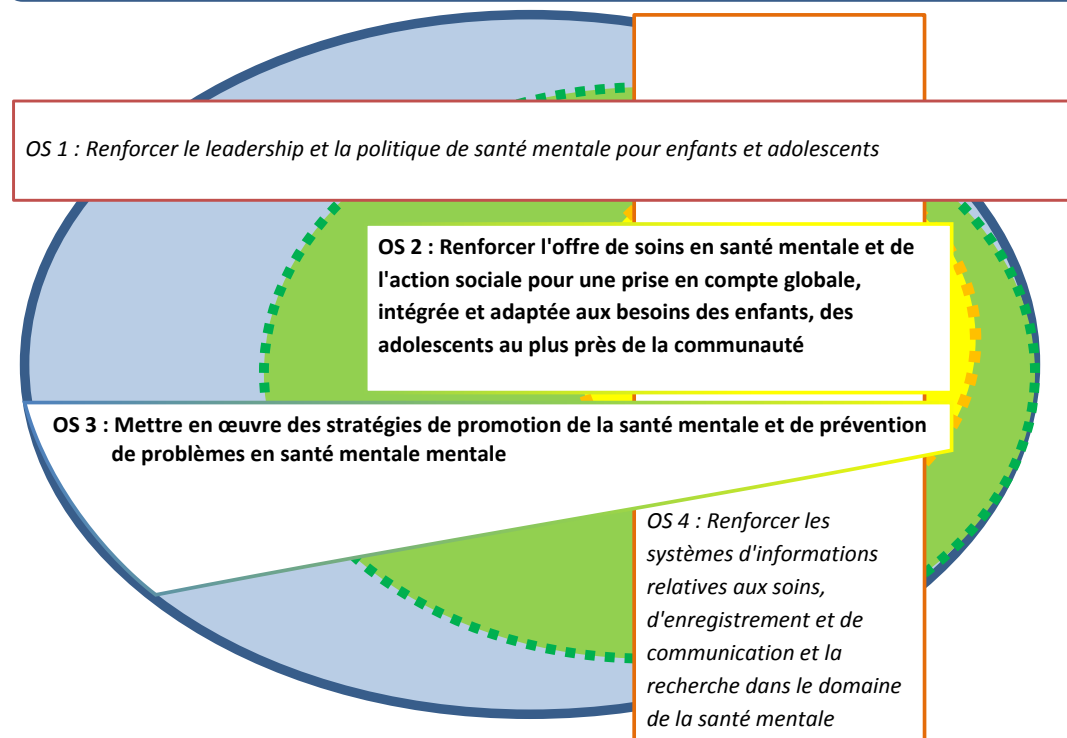 OS 1 : Renforcer le leadership et la politique de santé mentale pour enfants et adolescents
OS 2 : Renforcer l'offre de soins en santé mentale et de
l'action sociale pour une prise en compte globale,
intégrée et adaptée aux besoins des enfants, des
adolescents au plus près de la communauté
OS 3 : Mettre en œuvre des stratégies de promotion de la santé mentale et de prévention
de problèmes en santé mentale mentale
OS 4 : Renforcer les
systèmes d'informations
relatives aux soins,
d'enregistrement et de
communication et la
recherche dans le domaine
de la santé mentale